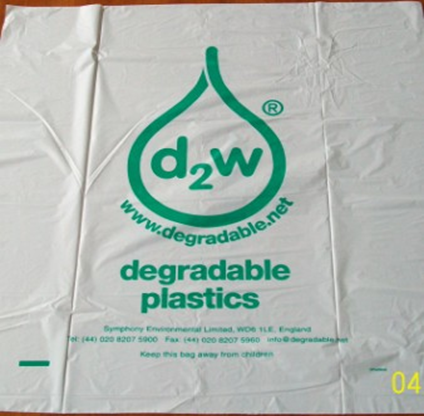 d2w®
www.degradable.net
degradable
plastics
Symphony Environmental Limited, WD6 1LE, England
Tel: (44) 020 8207 5900 Fax: (44) 020 8207 5960 info@degradable.net
Keep this bag away from children
04